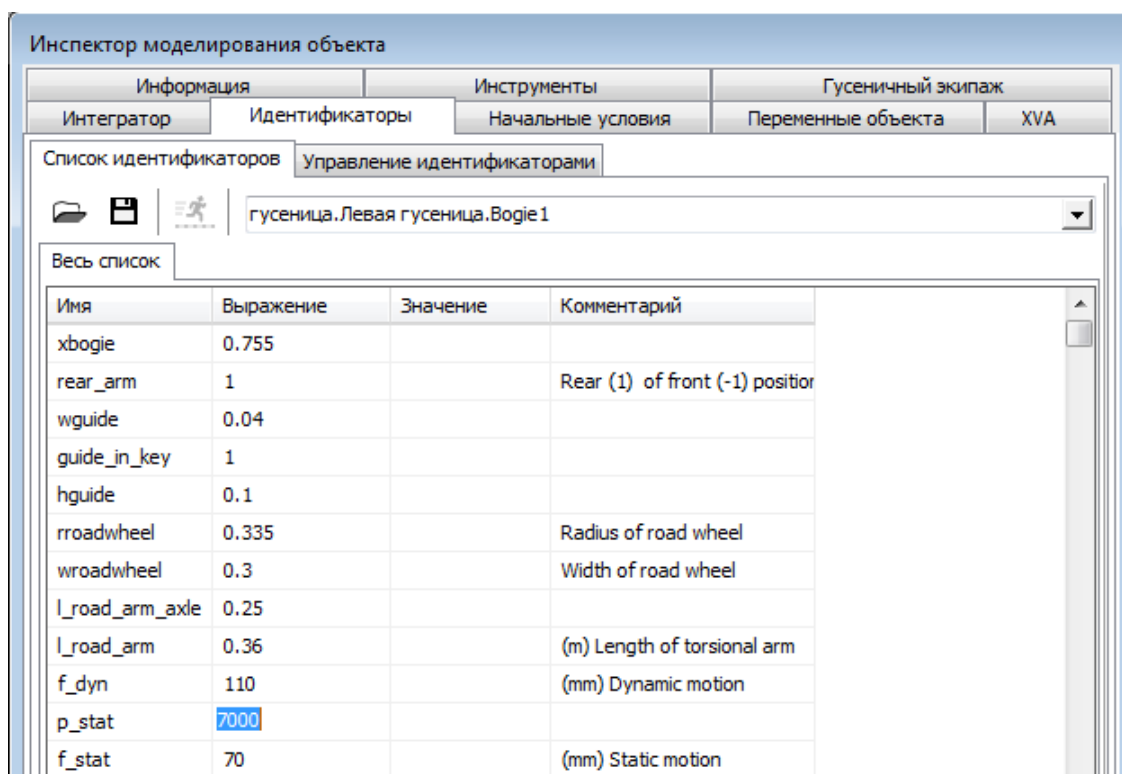 Инспектор моделирования объекта
Информация Инструменты Гусеничный экипаж
Интегратор Идентификаторы Начальные условия Переменные объекта XVA
Список идентификаторов Управление идентификаторами
гусеница.Левая гусеница.Bogie1
Весь список
Имя Выражение Значение Комментарий
xbogie 0.755
rear_arm 1 Rear (1) of front (-1) position
wguide 0.04
guide_in_key 1
hguide 0.1
rroadwheel 0.335 Radius of road wheel
wroadwheel 0.3 Width of road wheel
l_road_arm_axle 0.25
l_road_arm 0.36 (m) Length of torsional arm
f_dyn 110 (mm) Dynamic motion
p_stat 7000
f_stat 70 (mm) Static motion